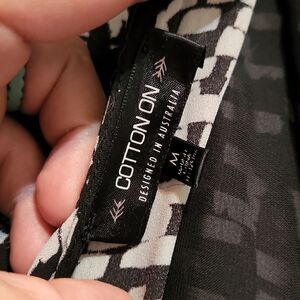 COTTON ON
DESIGNED IN AUSTRALIA
M